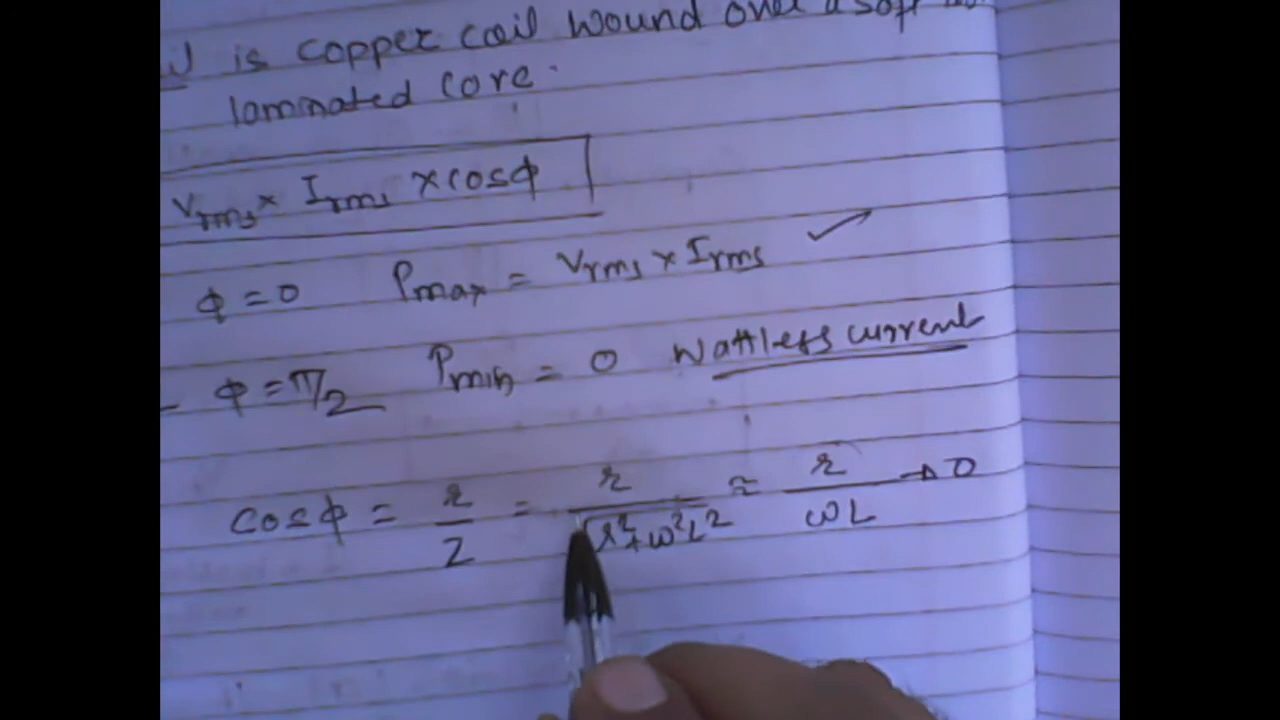 is copper coil wound over a soft
laminated core.
Vrms × Irms × cosϕ
ϕ = 0 Pmax = Vrms × Irms ✓
ϕ = π/2 Pmin = 0 Wattless current
cosϕ = r/Z = r/√(r² + ω²L²) ≈ r/ωL → 0